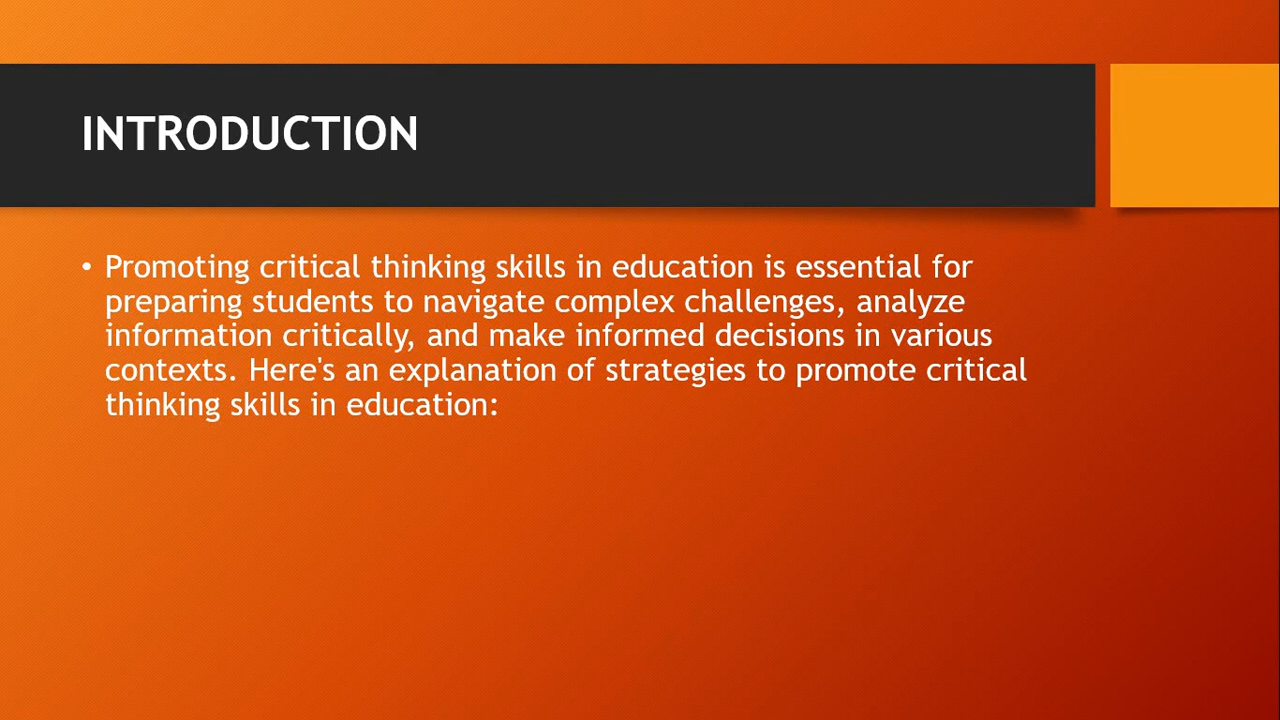 INTRODUCTION
• Promoting critical thinking skills in education is essential for
preparing students to navigate complex challenges, analyze
information critically, and make informed decisions in various
contexts. Here's an explanation of strategies to promote critical
thinking skills in education: